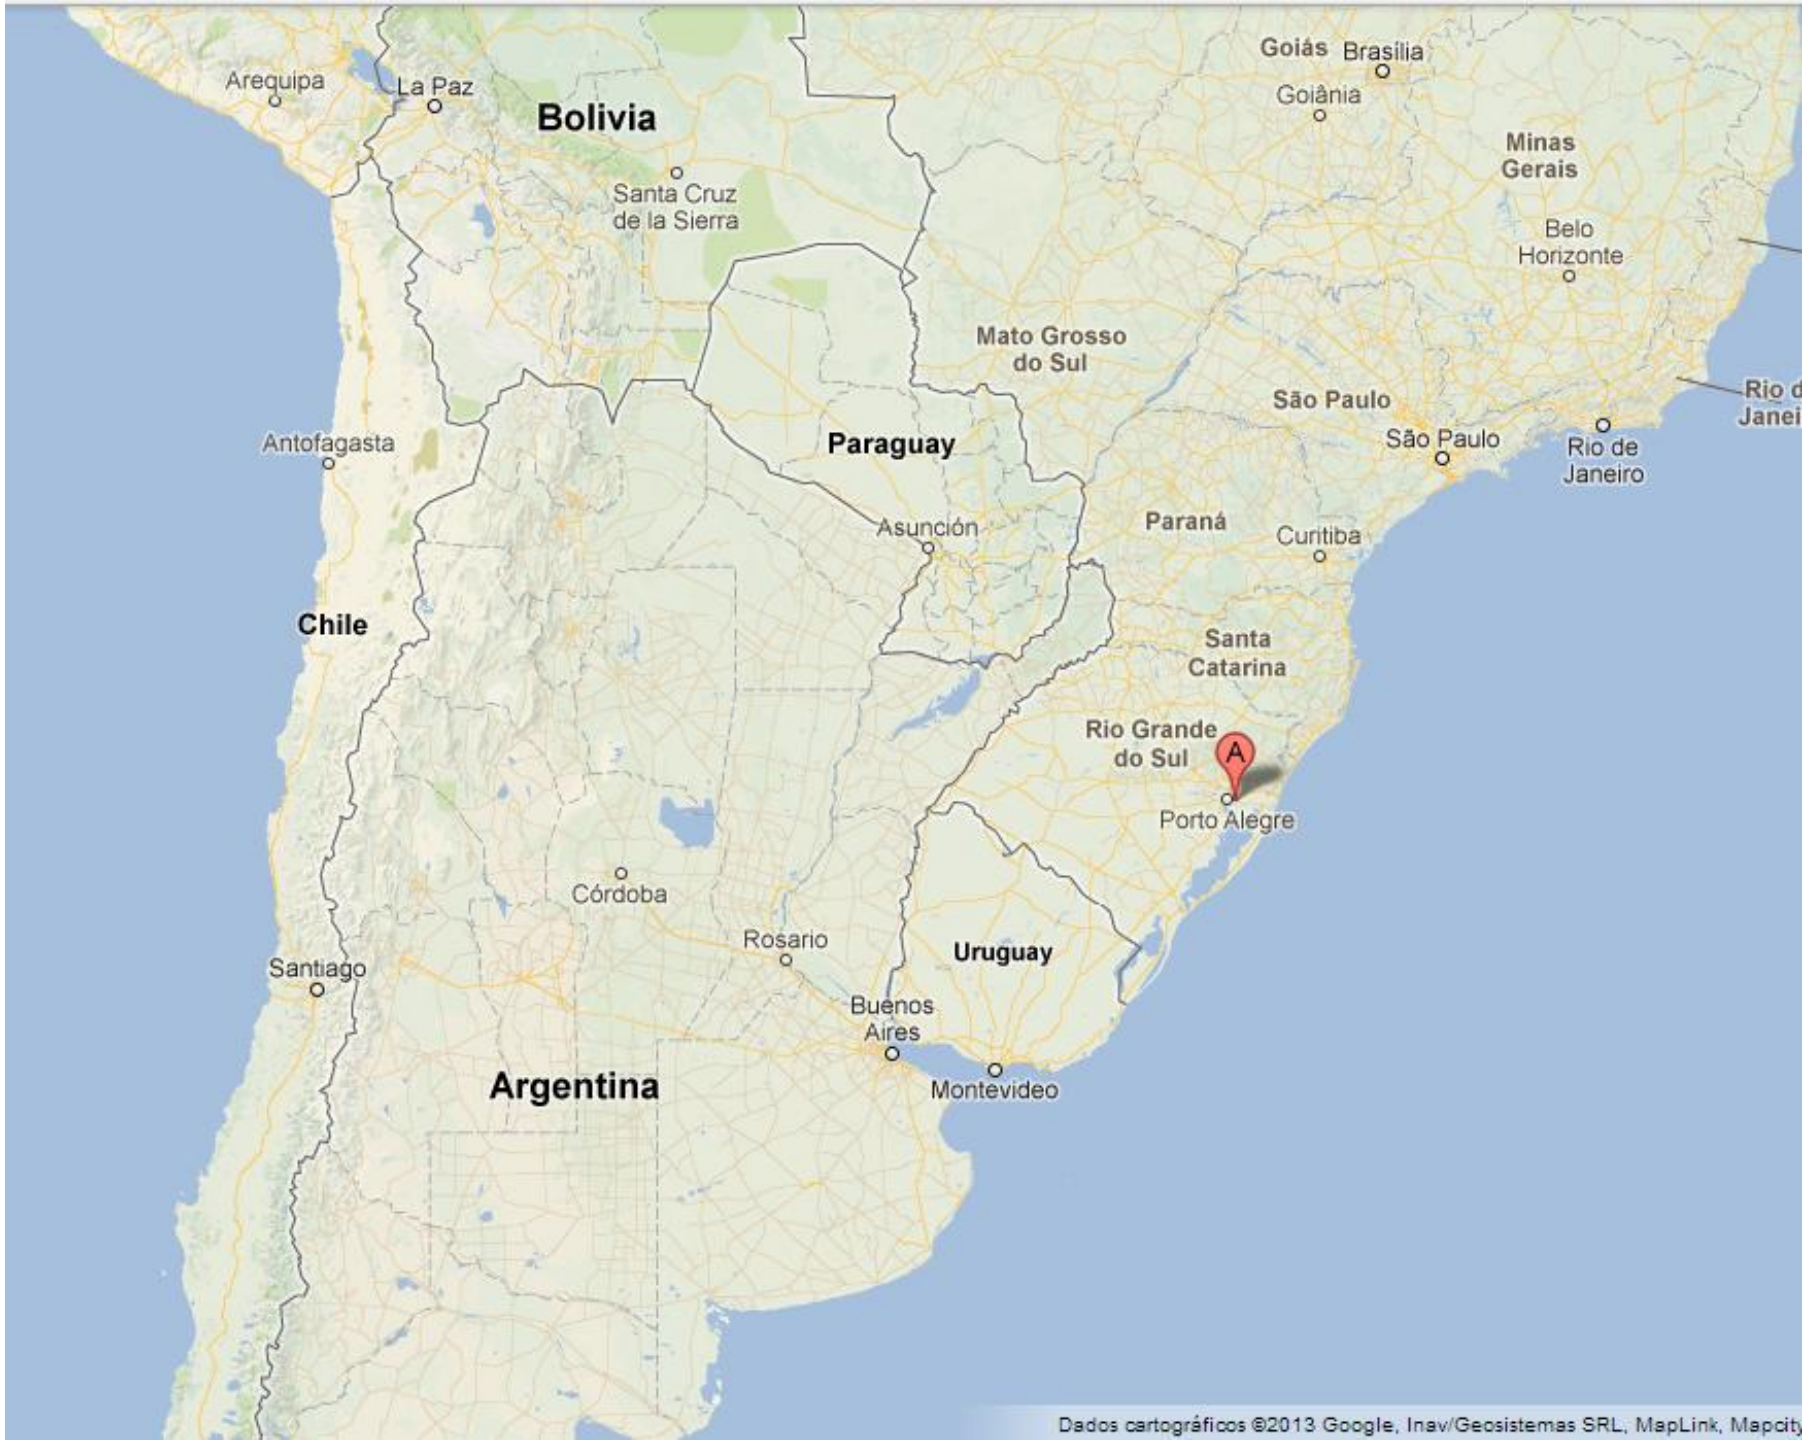 Goiás
Brasília
Arequipa
La Paz
Goiânia
Bolivia
Minas
Gerais
Santa Cruz
de la Sierra
Belo
Horizonte
Mato Grosso
do Sul
Rio d
Janei
São Paulo
São Paulo
Rio de
Janeiro
Antofagasta
Paraguay
Asunción
Paraná
Curitiba
Chile
Santa
Catarina
Rio Grande
do Sul
A
Porto Alegre
Córdoba
Rosario
Uruguay
Santiago
Buenos
Aires
Argentina
Montevideo
Dados cartográficos ©2013 Google, Inav/Geosistemas SRL, MapLink, Mapcity